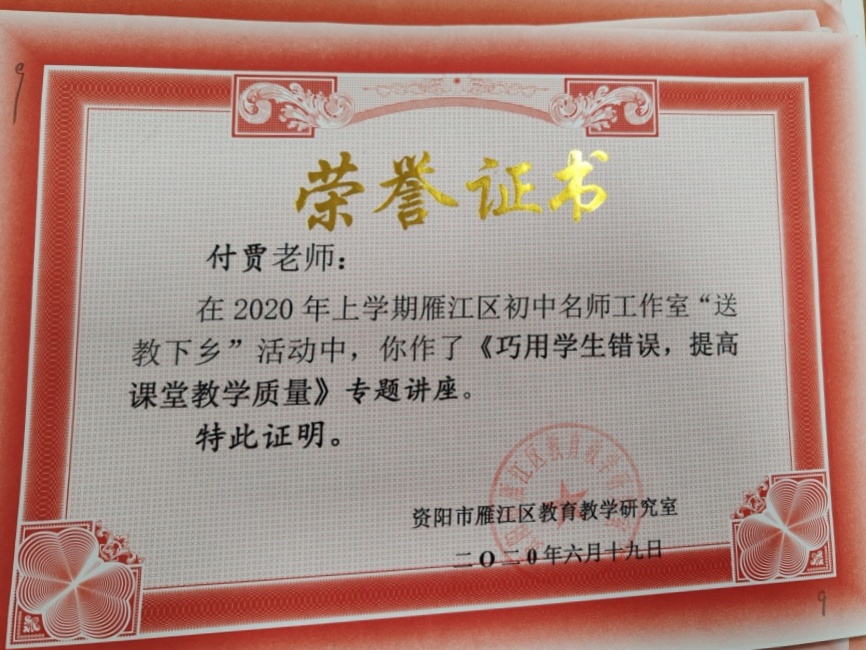 荣誉证书
付贾老师：
在2020年上学期雁江区初中名师工作室“送
教下乡”活动中，你作了《巧用学生错误，提高
课堂教学质量》专题讲座。
特此证明。
资阳市雁江区教育教学研究室
二O二0年六月十九日
9
9